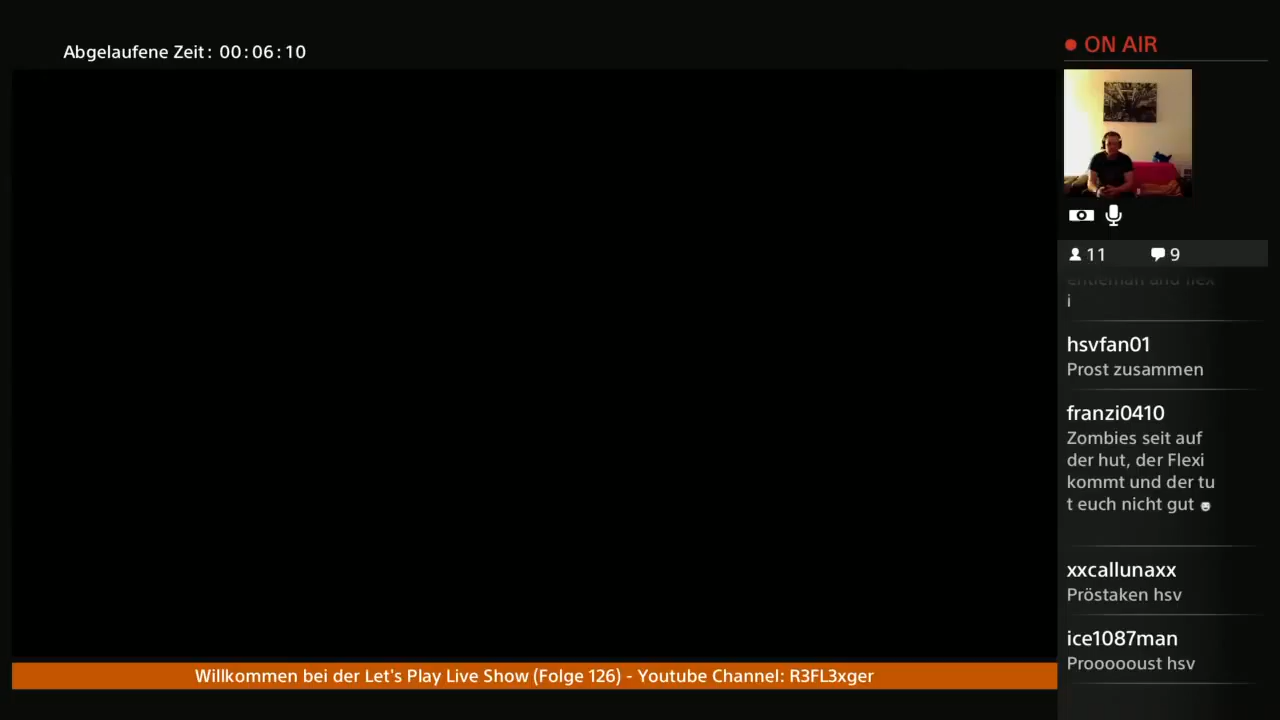 Abgelaufene Zeit: 00:06:10
ON AIR
11
9
i
hsvfan01
Prost zusammen
franzi0410
Zombies seit auf
der hut, der Flexi
kommt und der tu
t euch nicht gut
xxcallunaxx
Pröstaken hsv
ice1087man
Proooooust hsv
Willkommen bei der Let's Play Live Show (Folge 126) - Youtube Channel: R3FL3xger